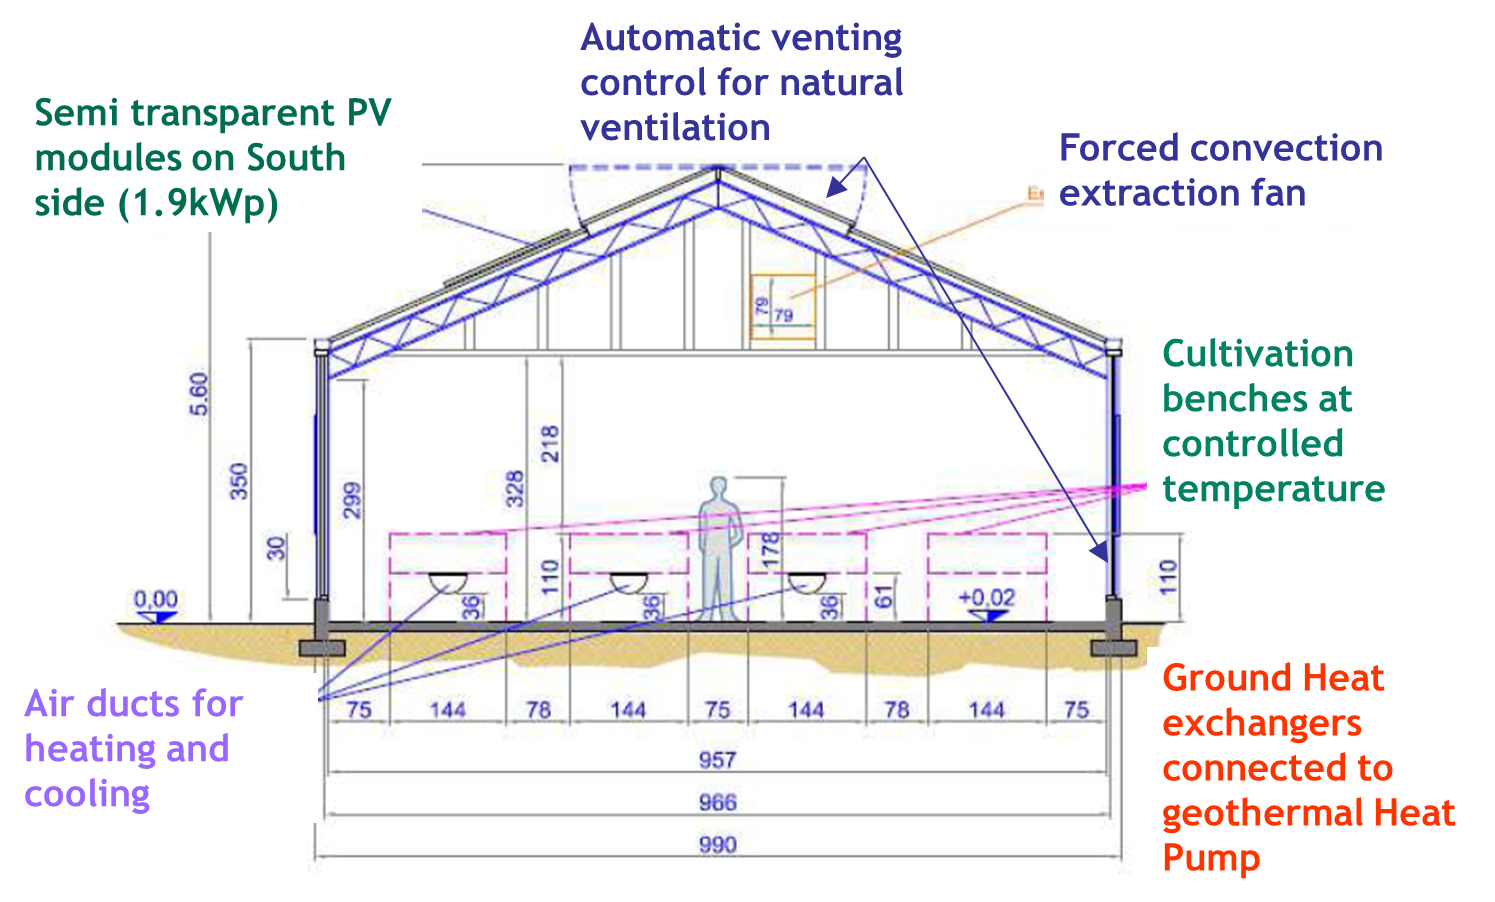 Automatic venting
control for natural
ventilation
Semi transparent PV
modules on South
side (1.9kWp)
Forced convection
extraction fan
79
79
Cultivation
benches at
controlled
temperature
5.60
350
299
328
218
30
178
110
110
36
36
36
61
0,00
+0,02
Air ducts for
heating and
cooling
Ground Heat
exchangers
connected to
geothermal Heat
Pump
75 144 78 144 75 144 78 144 75
957
966
990